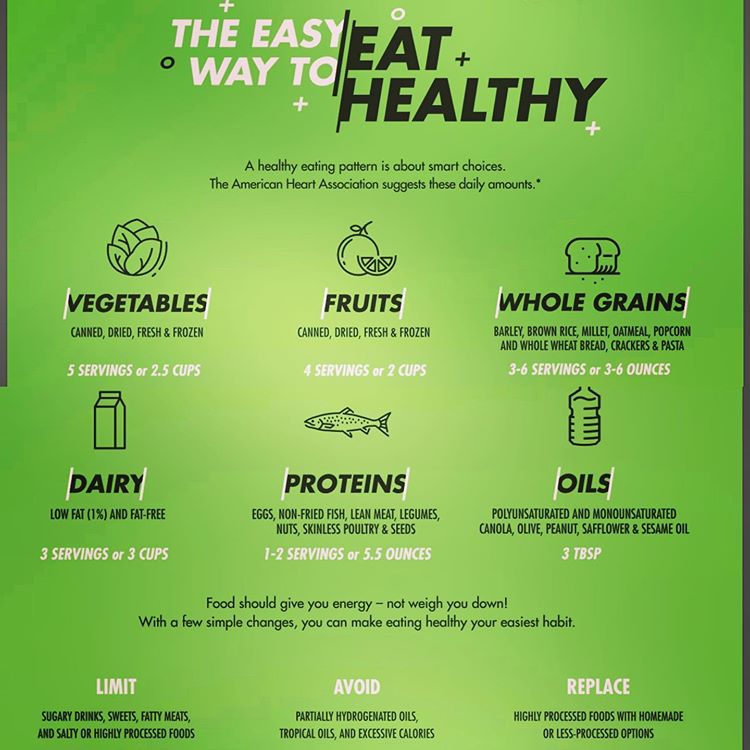 THE EASY
WAY TO
EAT
HEALTHY
A healthy eating pattern is about smart choices.
The American Heart Association suggests these daily amounts.*
VEGETABLES
CANNED, DRIED, FRESH & FROZEN
5 SERVINGS or 2.5 CUPS
FRUITS
CANNED, DRIED, FRESH & FROZEN
4 SERVINGS or 2 CUPS
WHOLE GRAINS
BARLEY, BROWN RICE, MILLET, OATMEAL, POPCORN
AND WHOLE WHEAT BREAD, CRACKERS & PASTA
3-6 SERVINGS or 3-6 OUNCES
DAIRY
LOW FAT (1%) AND FAT-FREE
3 SERVINGS or 3 CUPS
PROTEINS
EGGS, NON-FRIED FISH, LEAN MEAT, LEGUMES,
NUTS, SKINLESS POULTRY & SEEDS
1-2 SERVINGS or 5.5 OUNCES
OILS
POLYUNSATURATED AND MONOUNSATURATED
CANOLA, OLIVE, PEANUT, SAFFLOWER & SESAME OIL
3 TBSP
Food should give you energy – not weigh you down!
With a few simple changes, you can make eating healthy your easiest habit.
LIMIT
SUGARY DRINKS, SWEETS, FATTY MEATS,
AND SALTY OR HIGHLY PROCESSED FOODS
AVOID
PARTIALLY HYDROGENATED OILS,
TROPICAL OILS, AND EXCESSIVE CALORIES
REPLACE
HIGHLY PROCESSED FOODS WITH HOMEMADE
OR LESS-PROCESSED OPTIONS